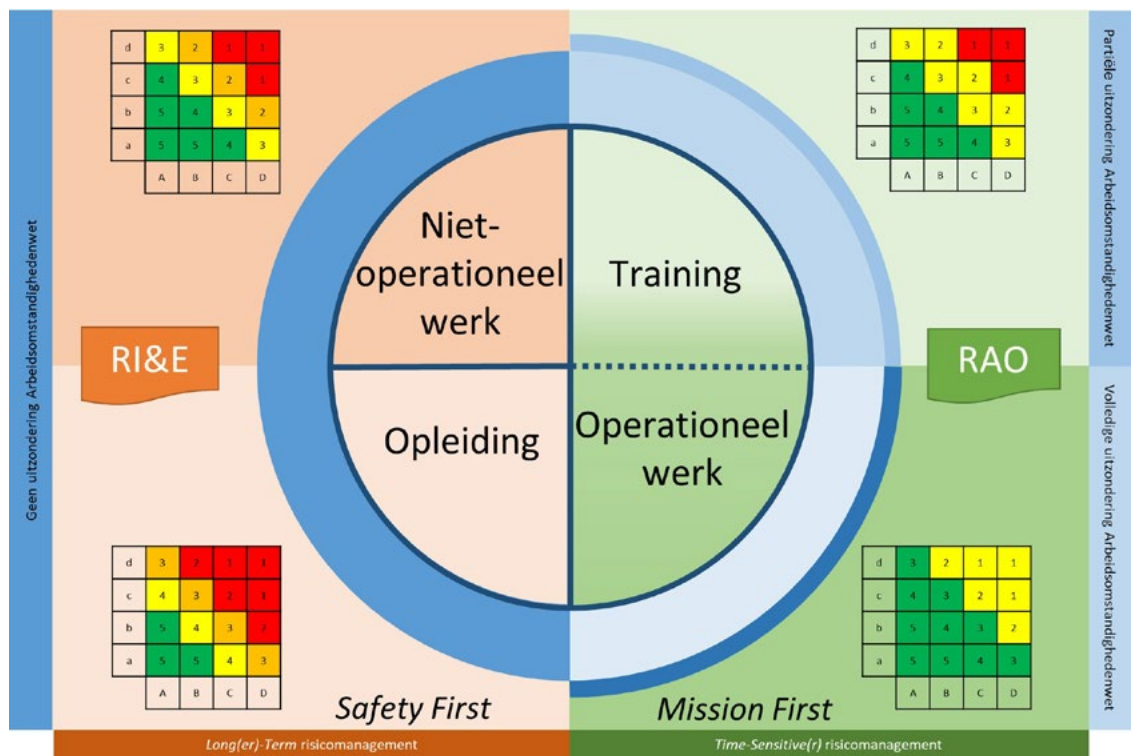 Geen uitzondering Arbeidsomstandighedenwet
d 3 2 1 1
c 4 3 2 1
b 5 4 3 2
a 5 5 4 3
A B C D
d 3 2 1 1
c 4 3 2 1
b 5 4 3 2
a 5 5 4 3
A B C D
Partiële uitzondering Arbeidsomstandighedenwet
Niet-
operationeel
werk
Training
RI&E
RAO
Opleiding
Operationeel
werk
Volledige uitzondering Arbeidsomstandighedenwet
d 3 2 1 1
c 4 3 2 1
b 5 4 3 2
a 5 5 4 3
A B C D
d 3 2 1 1
c 4 3 2 1
b 5 4 3 2
a 5 5 4 3
A B C D
Safety First
Mission First
Long(er)-Term risicomanagement
Time-Sensitive(r) risicomanagement